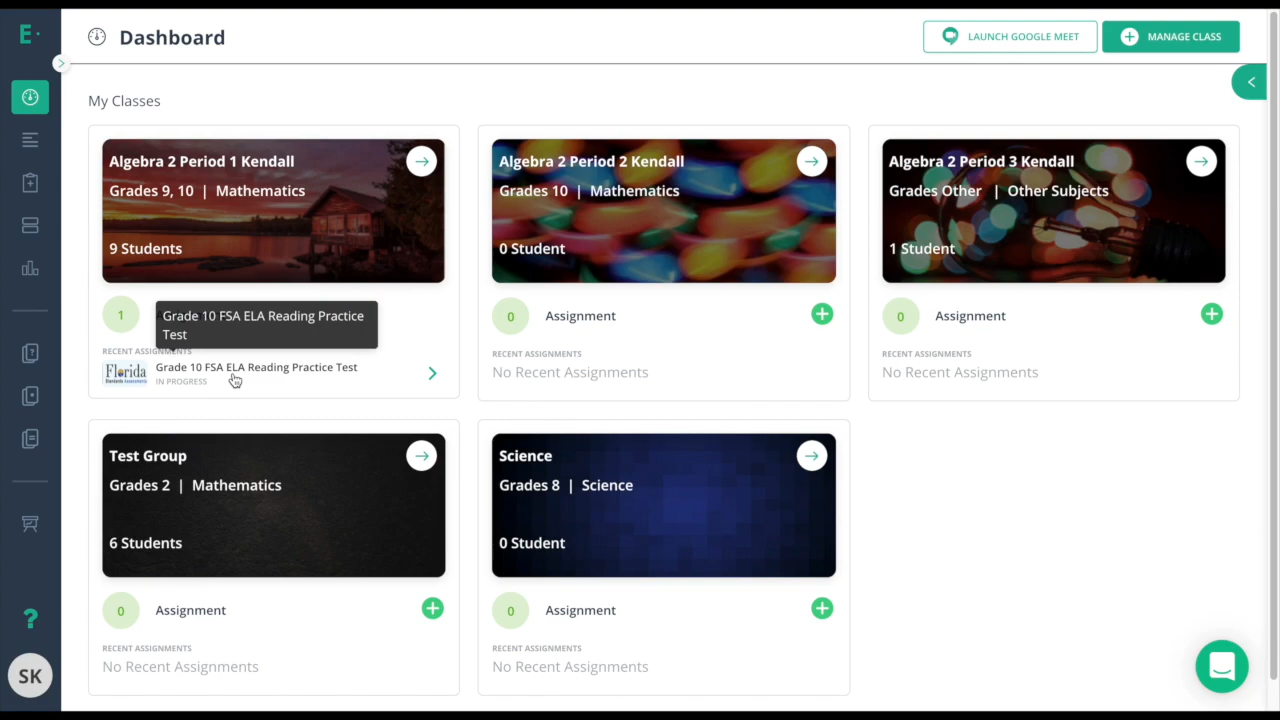 E.
Dashboard
LAUNCH GOOGLE MEET
MANAGE CLASS
My Classes
Algebra 2 Period 1 Kendall
Grades 9, 10 | Mathematics
9 Students
1
Grade 10 FSA ELA Reading Practice
Test
RECENT ASSIGNMENTS
Florida
Standards Assessments
Grade 10 FSA ELA Reading Practice Test
IN PROGRESS
Algebra 2 Period 2 Kendall
Grades 10 | Mathematics
0 Student
0 Assignment
RECENT ASSIGNMENTS
No Recent Assignments
Algebra 2 Period 3 Kendall
Grades Other | Other Subjects
1 Student
0 Assignment
RECENT ASSIGNMENTS
No Recent Assignments
Test Group
Grades 2 | Mathematics
6 Students
0 Assignment
RECENT ASSIGNMENTS
No Recent Assignments
Science
Grades 8 | Science
0 Student
0 Assignment
RECENT ASSIGNMENTS
No Recent Assignments
?
SK